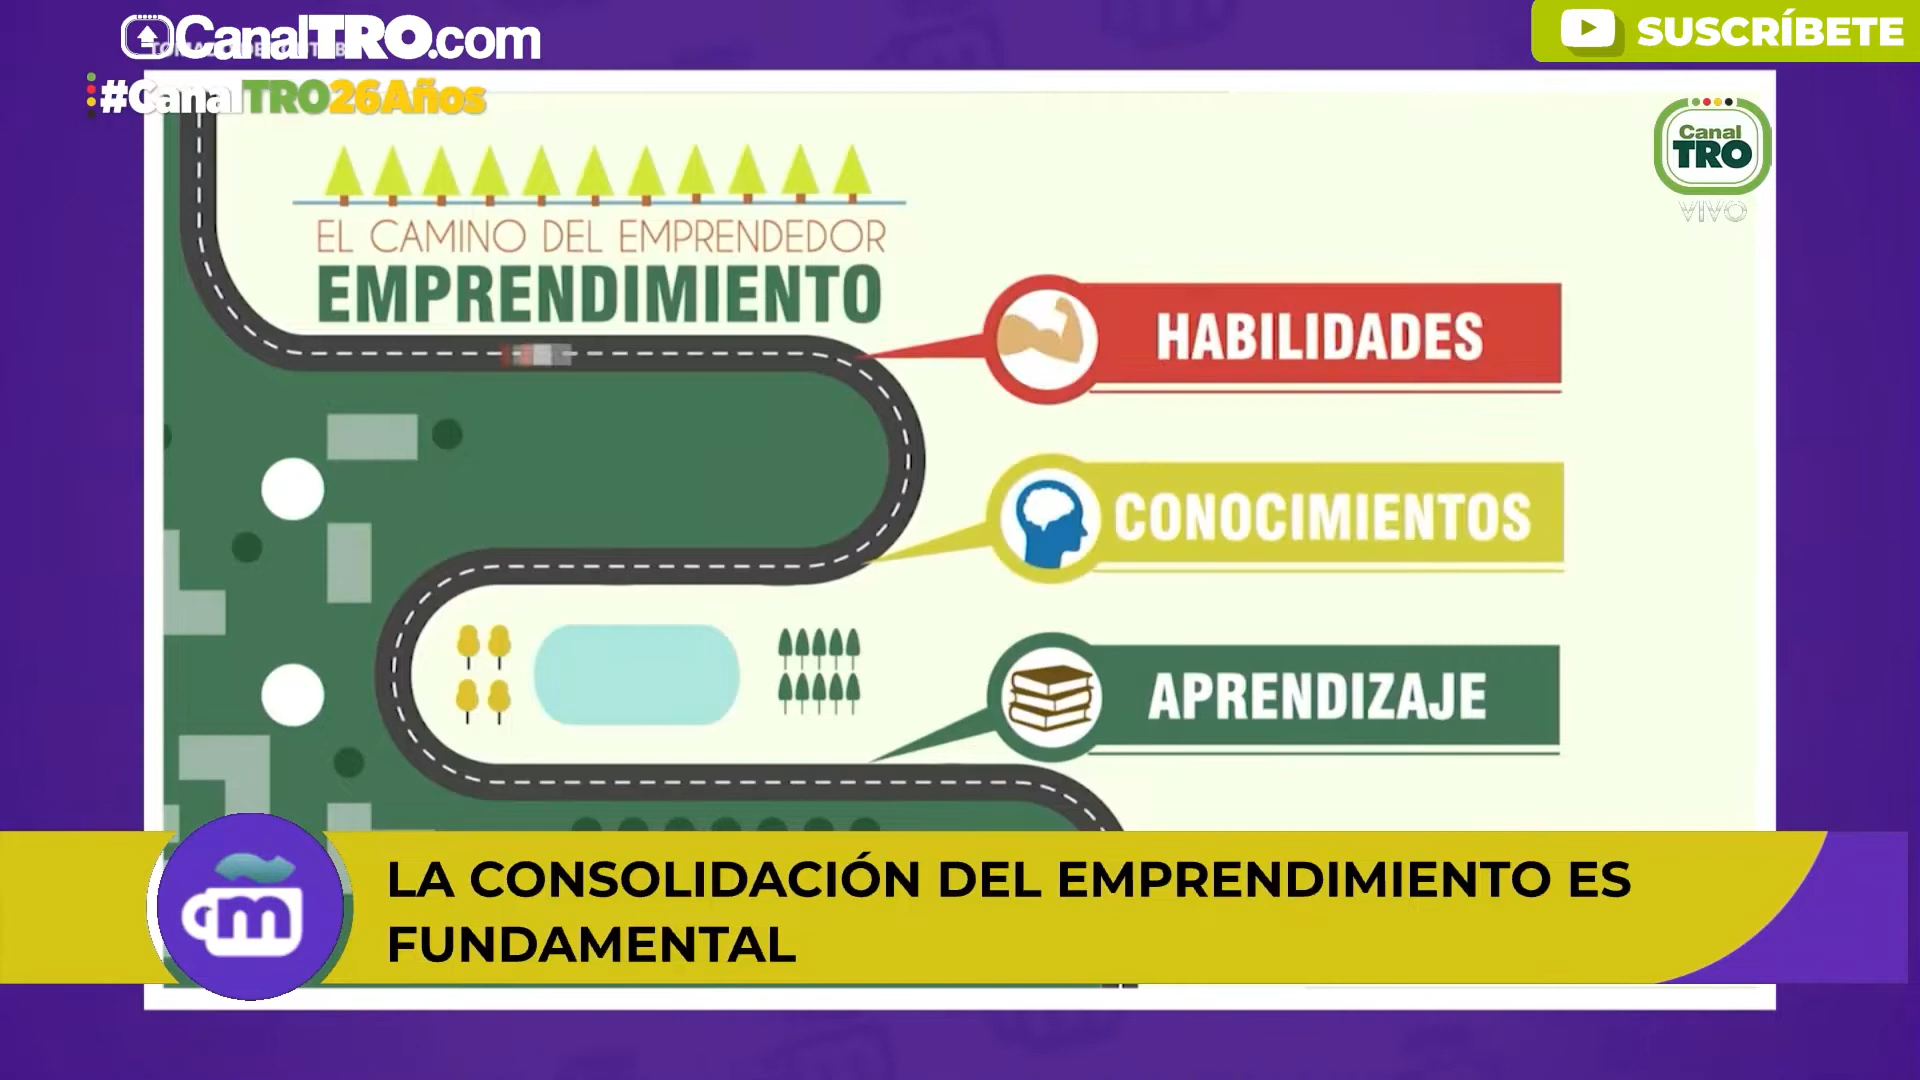 CanalTRO.com
SUSCRÍBETE
#CanalTRO26Años
Canal
TRO
VIVO
EL CAMINO DEL EMPRENDEDOR
EMPRENDIMIENTO
HABILIDADES
CONOCIMIENTOS
APRENDIZAJE
m
LA CONSOLIDACIÓN DEL EMPRENDIMIENTO ES
FUNDAMENTAL